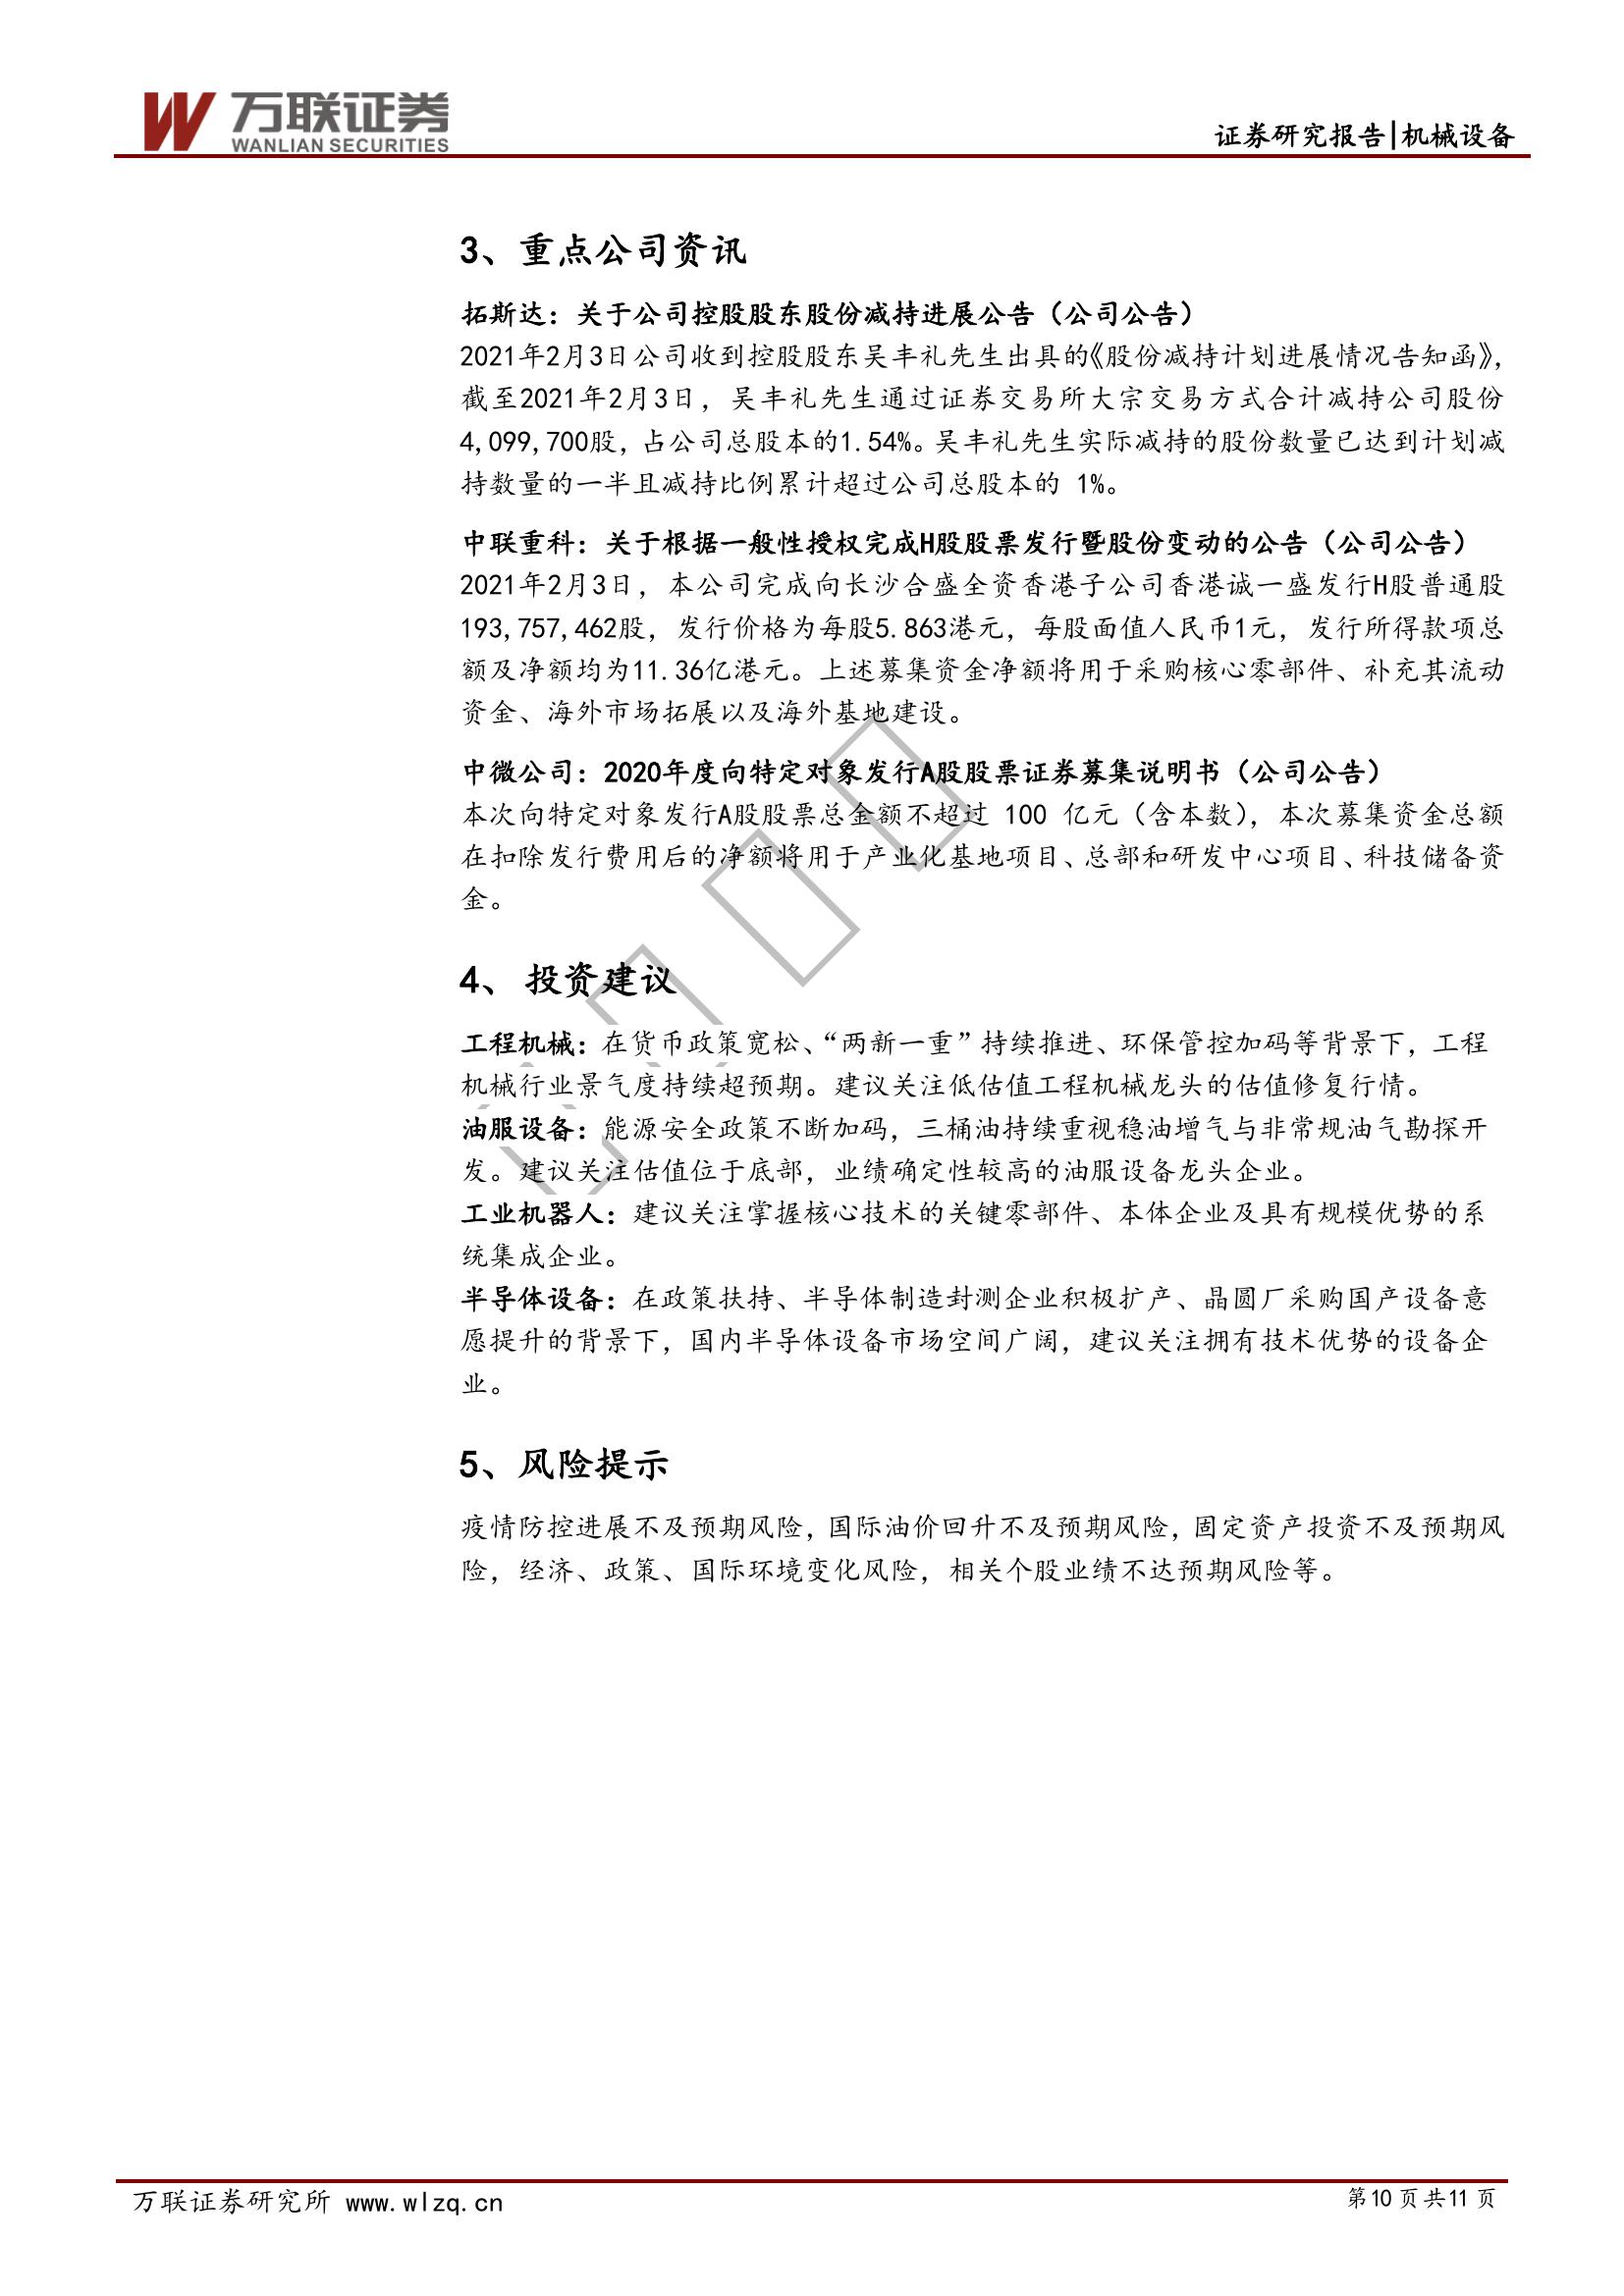 万联证券
WANLIAN SECURITIES
证券研究报告|机械设备
3、重点公司资讯
拓斯达：关于公司控股股东股份减持进展公告（公司公告）
2021年2月3日公司收到控股股东吴丰礼先生出具的《股份减持计划进展情况告知函》，
截至2021年2月3日，吴丰礼先生通过证券交易所大宗交易方式合计减持公司股份
4,099,700股，占公司总股本的1.54%。吴丰礼先生实际减持的股份数量已达到计划减
持数量的一半且减持比例累计超过公司总股本的 1%。
中联重科：关于根据一般性授权完成H股股票发行暨股份变动的公告（公司公告）
2021年2月3日，本公司完成向长沙合盛全资香港子公司香港诚一盛发行H股普通股
193,757,462股，发行价格为每股5.863港元，每股面值人民币1元，发行所得款项总
额及净额均为11.36亿港元。上述募集资金净额将用于采购核心零部件、补充其流动
资金、海外市场拓展以及海外基地建设。
中微公司：2020年度向特定对象发行A股股票证券募集说明书（公司公告）
本次向特定对象发行A股股票总金额不超过 100 亿元（含本数），本次募集资金总额
在扣除发行费用后的净额将用于产业化基地项目、总部和研发中心项目、科技储备资
金。
4、 投资建议
工程机械：在货币政策宽松、“两新一重”持续推进、环保管控加码等背景下，工程
机械行业景气度持续超预期。建议关注低估值工程机械龙头的估值修复行情。
油服设备：能源安全政策不断加码，三桶油持续重视稳油增气与非常规油气勘探开
发。建议关注估值位于底部，业绩确定性较高的油服设备龙头企业。
工业机器人：建议关注掌握核心技术的关键零部件、本体企业及具有规模优势的系
统集成企业。
半导体设备：在政策扶持、半导体制造封测企业积极扩产、晶圆厂采购国产设备意
愿提升的背景下，国内半导体设备市场空间广阔，建议关注拥有技术优势的设备企
业。
5、风险提示
疫情防控进展不及预期风险，国际油价回升不及预期风险，固定资产投资不及预期风
险，经济、政策、国际环境变化风险，相关个股业绩不达预期风险等。
万联证券研究所 www.wlzq.cn
第10 页 共11 页